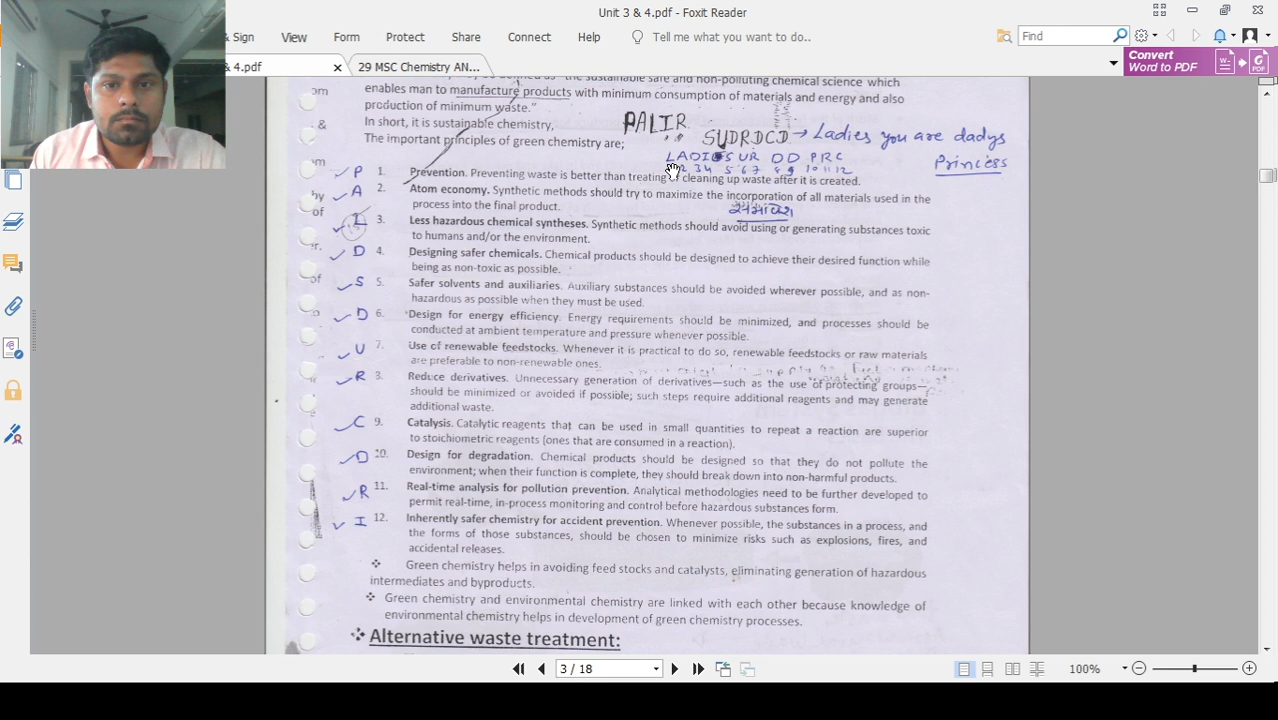 Unit 3 & 4.pdf - Foxit Reader
& Sign View Form Protect Share Connect Help Tell me what you want to do.. Find
& 4.pdf 29 MSC Chemistry AN...
Convert
Word to PDF
"the sustainable safe and non-polluting chemical science which
enables man to manufacture products with minimum consumption of materials and energy and also
production of minimum waste."
In short, it is sustainable chemistry,
The important principles of green chemistry are;
PALIR
SUDRDCD → Ladies you are dadys
Princess
LADIES UR DD PRC
2 3 4 5 6 7 8 9 10 11 12
P 1. Prevention. Preventing waste is better than treating or cleaning up waste after it is created.
A 2. Atom economy. Synthetic methods should try to maximize the incorporation of all materials used in the
process into the final product.
L 3. Less hazardous chemical syntheses. Synthetic methods should avoid using or generating substances toxic
to humans and/or the environment.
D 4. Designing safer chemicals. Chemical products should be designed to achieve their desired function while
being as non-toxic as possible.
S 5. Safer solvents and auxiliaries. Auxiliary substances should be avoided wherever possible, and as non-
hazardous as possible when they must be used.
D 6. Design for energy efficiency. Energy requirements should be minimized, and processes should be
conducted at ambient temperature and pressure whenever possible.
U 7. Use of renewable feedstocks. Whenever it is practical to do so, renewable feedstocks or raw materials
are preferable to non-renewable ones.
R 8. Reduce derivatives. Unnecessary generation of derivatives—such as the use of protecting groups—
should be minimized or avoided if possible; such steps require additional reagents and may generate
additional waste.
C 9. Catalysis. Catalytic reagents that can be used in small quantities to repeat a reaction are superior
to stoichiometric reagents (ones that are consumed in a reaction).
D 10. Design for degradation. Chemical products should be designed so that they do not pollute the
environment; when their function is complete, they should break down into non-harmful products.
R 11. Real-time analysis for pollution prevention. Analytical methodologies need to be further developed to
permit real-time, in-process monitoring and control before hazardous substances form.
I 12. Inherently safer chemistry for accident prevention. Whenever possible, the substances in a process, and
the forms of those substances, should be chosen to minimize risks such as explosions, fires, and
accidental releases.
❖ Green chemistry helps in avoiding feed stocks and catalysts, eliminating generation of hazardous
intermediates and byproducts.
❖ Green chemistry and environmental chemistry are linked with each other because knowledge of
environmental chemistry helps in development of green chemistry processes.
❖ Alternative waste treatment:
3 / 18 100%